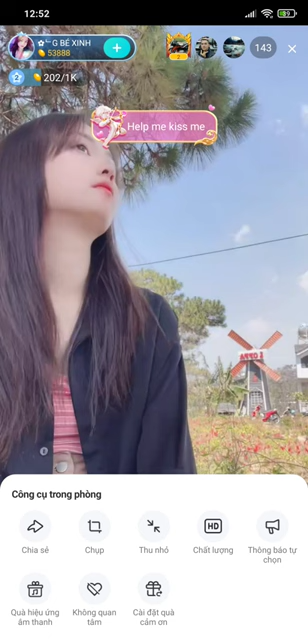 12:52
89
✿︵G BÉ XINH
53888
143
202/1K
Help me kiss me
Công cụ trong phòng
Chia sẻ
Chụp
Thu nhỏ
HD
Chất lượng
Thông báo tự
chọn
Quà hiệu ứng
âm thanh
Không quan
tâm
Cài đặt quà
cảm ơn